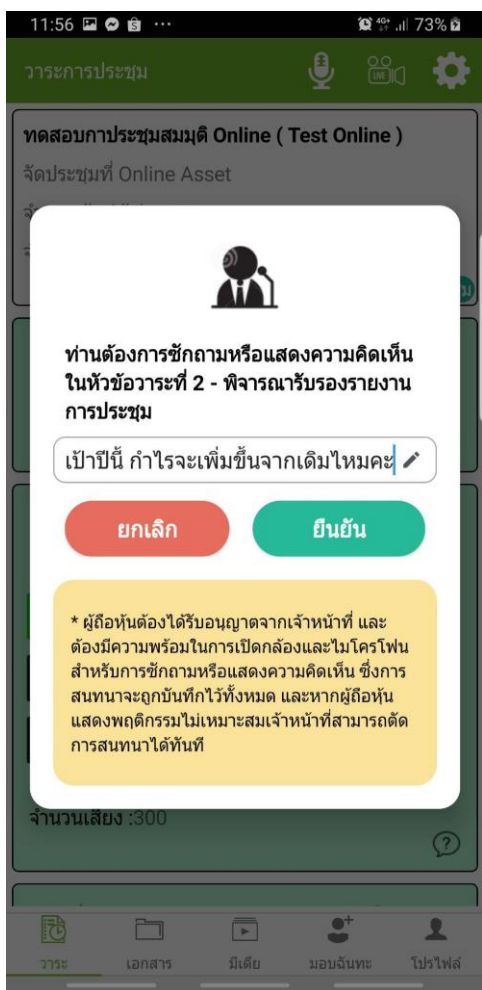 11:56
4G+ 73%
วาระการประชุม
LIVE
ทดสอบกาประชุมสมมุติ Online ( Test Online )
จัดประชุมที่ Online Asset
ท่านต้องการซักถามหรือแสดงความคิดเห็น
ในหัวข้อวาระที่ 2 - พิจารณารับรองรายงาน
การประชุม
เป้าปีนี้ กำไรจะเพิ่มขึ้นจากเดิมไหมคะ
ยกเลิก ยืนยัน
* ผู้ถือหุ้นต้องได้รับอนุญาตจากเจ้าหน้าที่ และ
ต้องมีความพร้อมในการเปิดกล้องและไมโครโฟน
สำหรับการซักถามหรือแสดงความคิดเห็น ซึ่งการ
สนทนาจะถูกบันทึกไว้ทั้งหมด และหากผู้ถือหุ้น
แสดงพฤติกรรมไม่เหมาะสมเจ้าหน้าที่สามารถตัด
การสนทนาได้ทันที
จำนวนเสียง :300
วาระ เอกสาร มีเดีย มอบฉันทะ โปรไฟล์